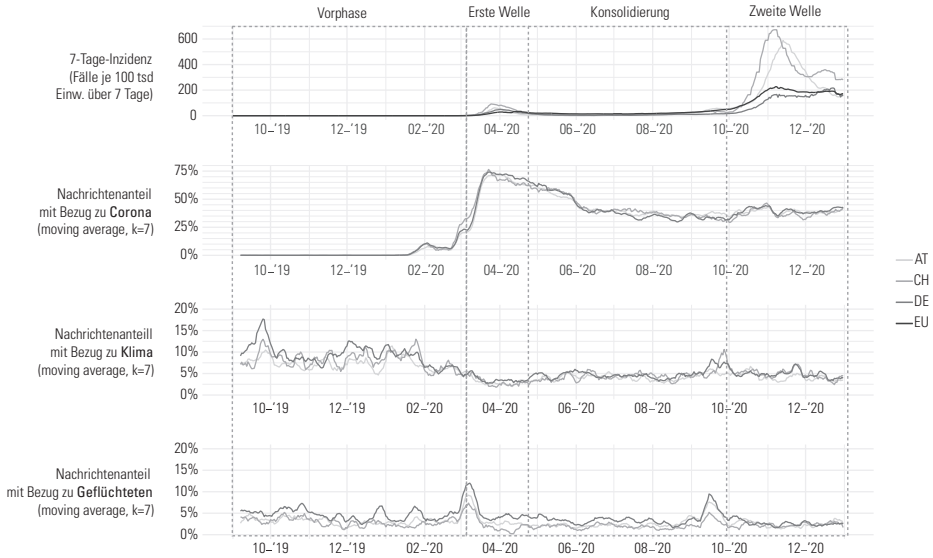 Vorphase Erste Welle Konsolidierung Zweite Welle
7-Tage-Inzidenz
(Fälle je 100 tsd
Einw. über 7 Tage)
600
400
200
0
10–‘19 12–‘19 02–‘20 04–‘20 06–‘20 08–‘20 10–‘20 12–‘20
Nachrichtenanteil
mit Bezug zu Corona
(moving average, k=7)
75%
50%
25%
0%
10–‘19 12–‘19 02–‘20 04–‘20 06–‘20 08–‘20 10–‘20 12–‘20
AT
CH
DE
EU
Nachrichtenanteill
mit Bezug zu Klima
(moving average, k=7)
20%
15%
10%
5%
0%
10–‘19 12–‘19 02–‘20 04–‘20 06–‘20 08–‘20 10–‘20 12–‘20
Nachrichtenanteil
mit Bezug zu Geflüchteten
(moving average, k=7)
20%
15%
10%
5%
0%
10–‘19 12–‘19 02–‘20 04–‘20 06–‘20 08–‘20 10–‘20 12–‘20